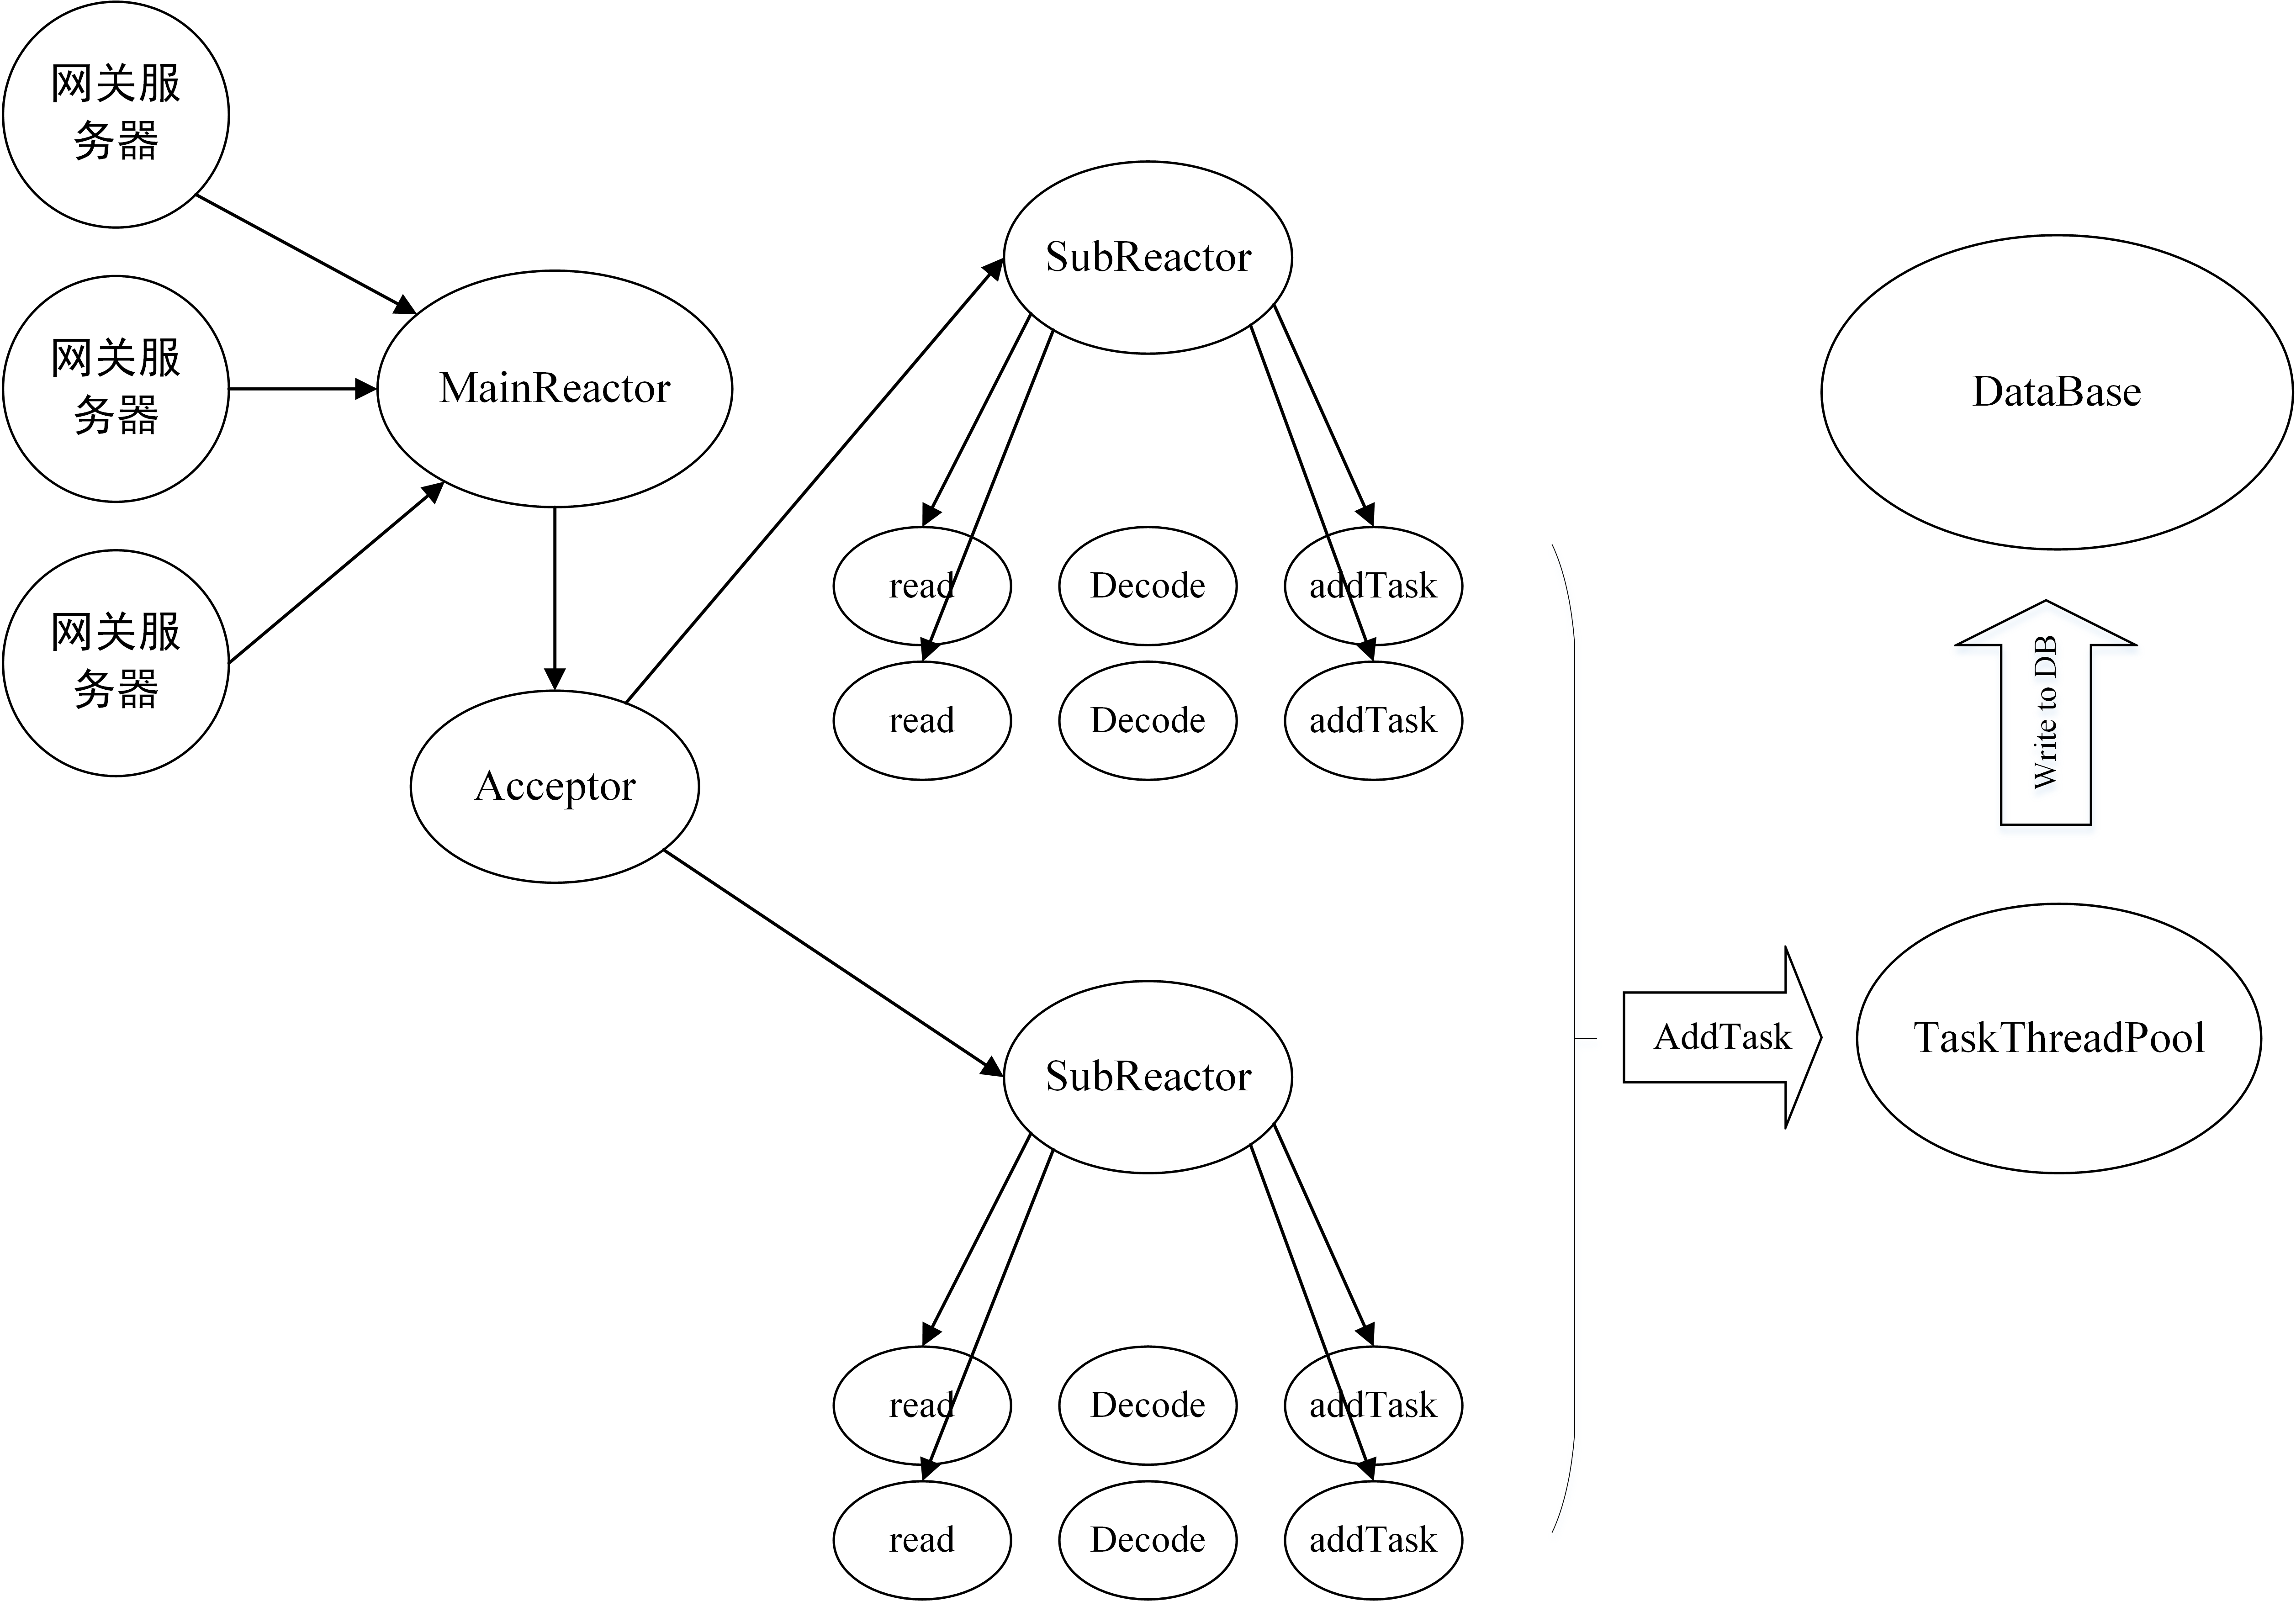 网关服
务器
网关服
务器
网关服
务器
MainReactor
Acceptor
SubReactor
read
Decode
addTask
read
Decode
addTask
SubReactor
read
Decode
addTask
read
Decode
addTask
AddTask
TaskThreadPool
Write to DB
DataBase